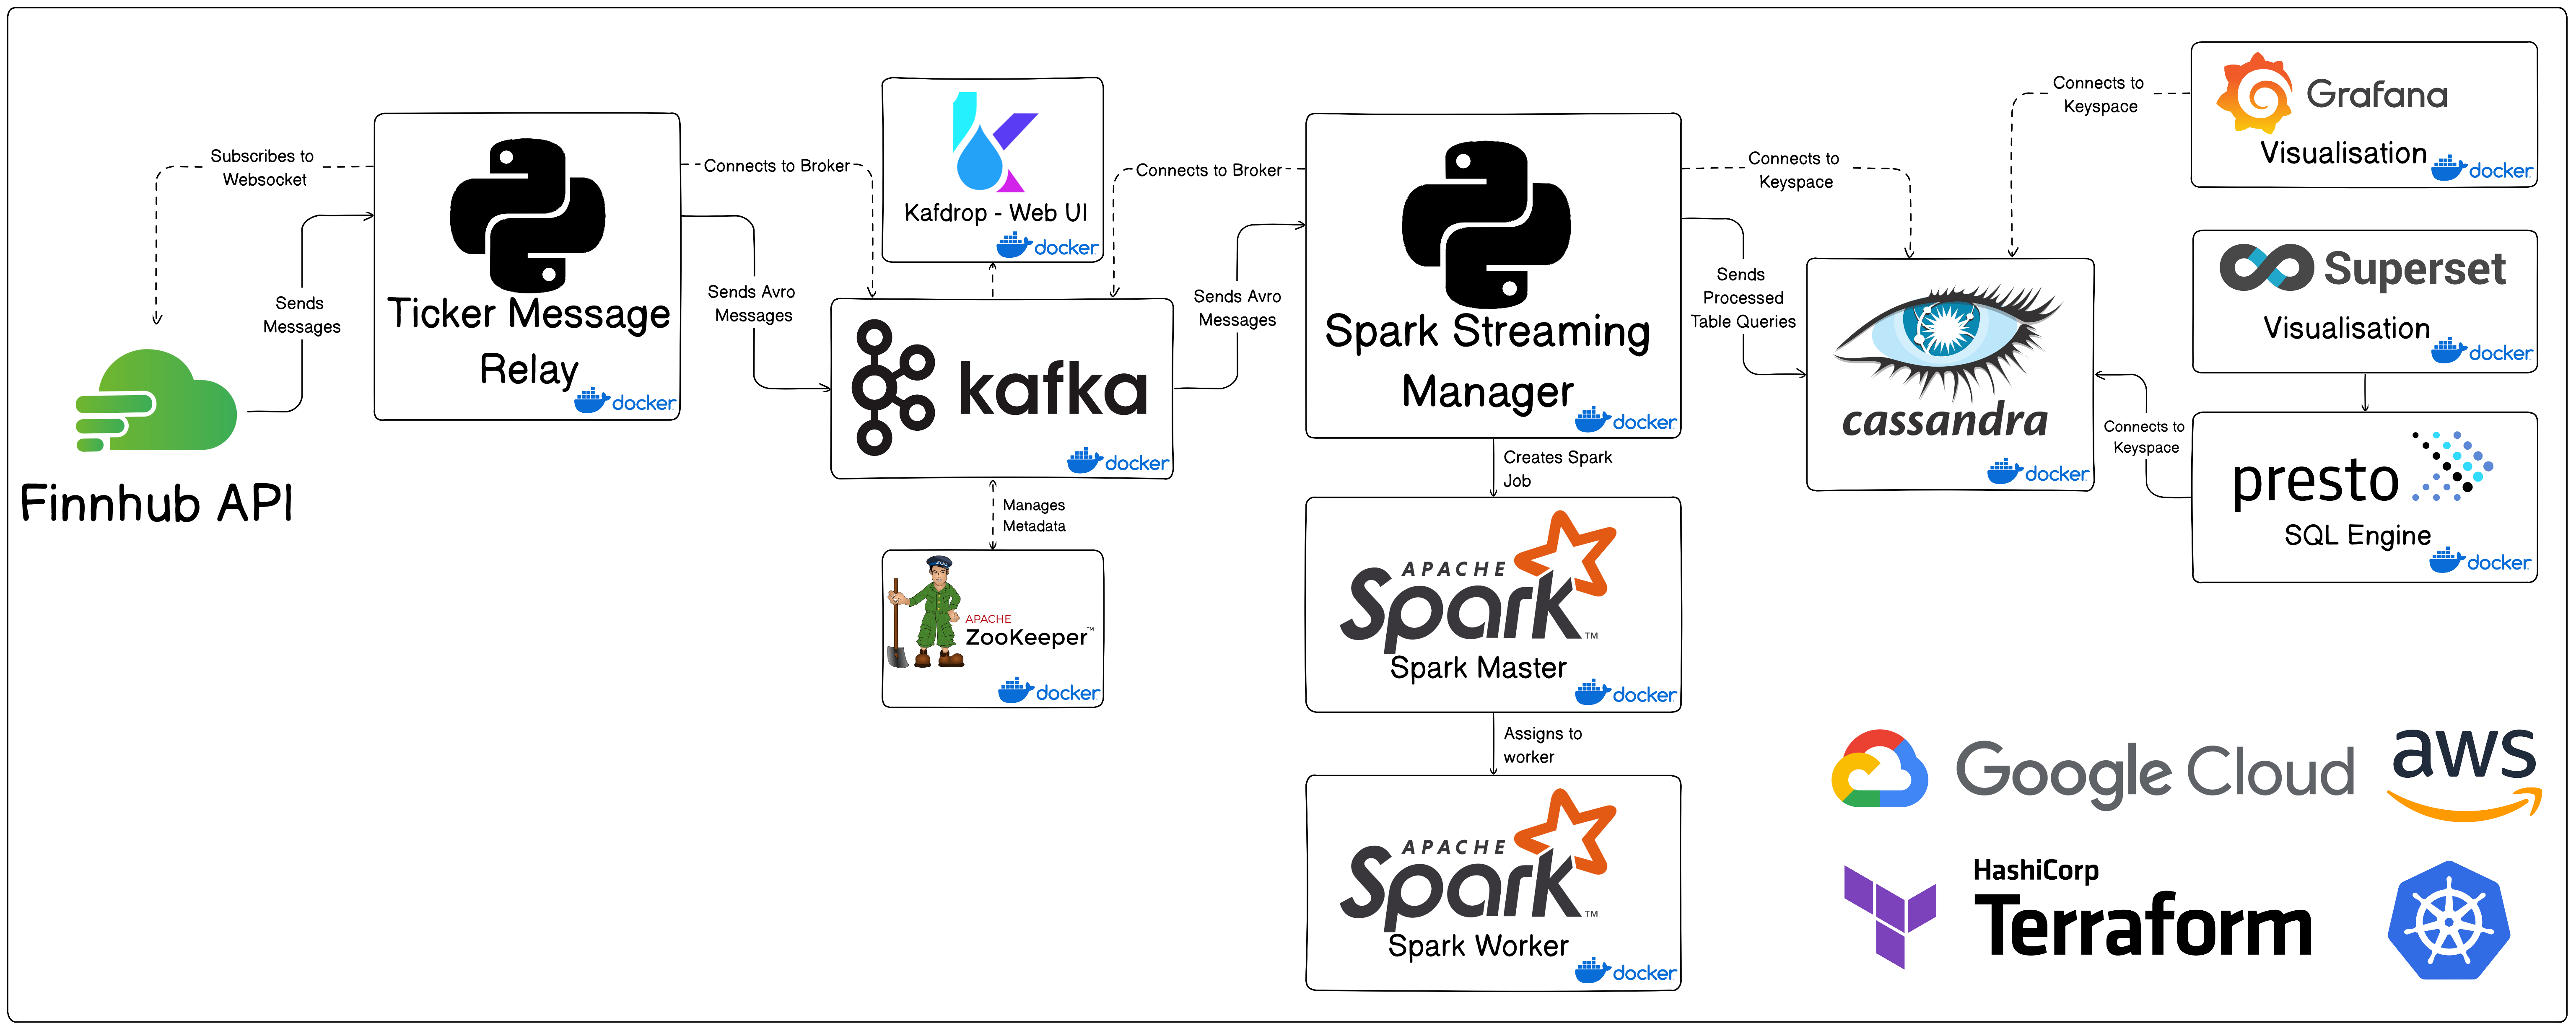 Subscribes to
Websocket
Sends
Messages
Finnhub API
Ticker Message
Relay
docker
Connects to Broker
Sends Avro
Messages
Kafdrop - Web UI
docker
kafka
docker
Manages
Metadata
APACHE
ZooKeeper™
docker
Connects to Broker
Sends Avro
Messages
Spark Streaming
Manager
docker
Creates Spark
Job
APACHE
Spark™
Spark Master
docker
Assigns to
worker
APACHE
Spark™
Spark Worker
docker
Connects to
Keyspace
Sends
Processed
Table Queries
cassandra
docker
Connects to
Keyspace
Grafana
Visualisation
docker
Superset
Visualisation
docker
Connects to
Keyspace
presto
SQL Engine
docker
Google Cloud
aws
HashiCorp
Terraform